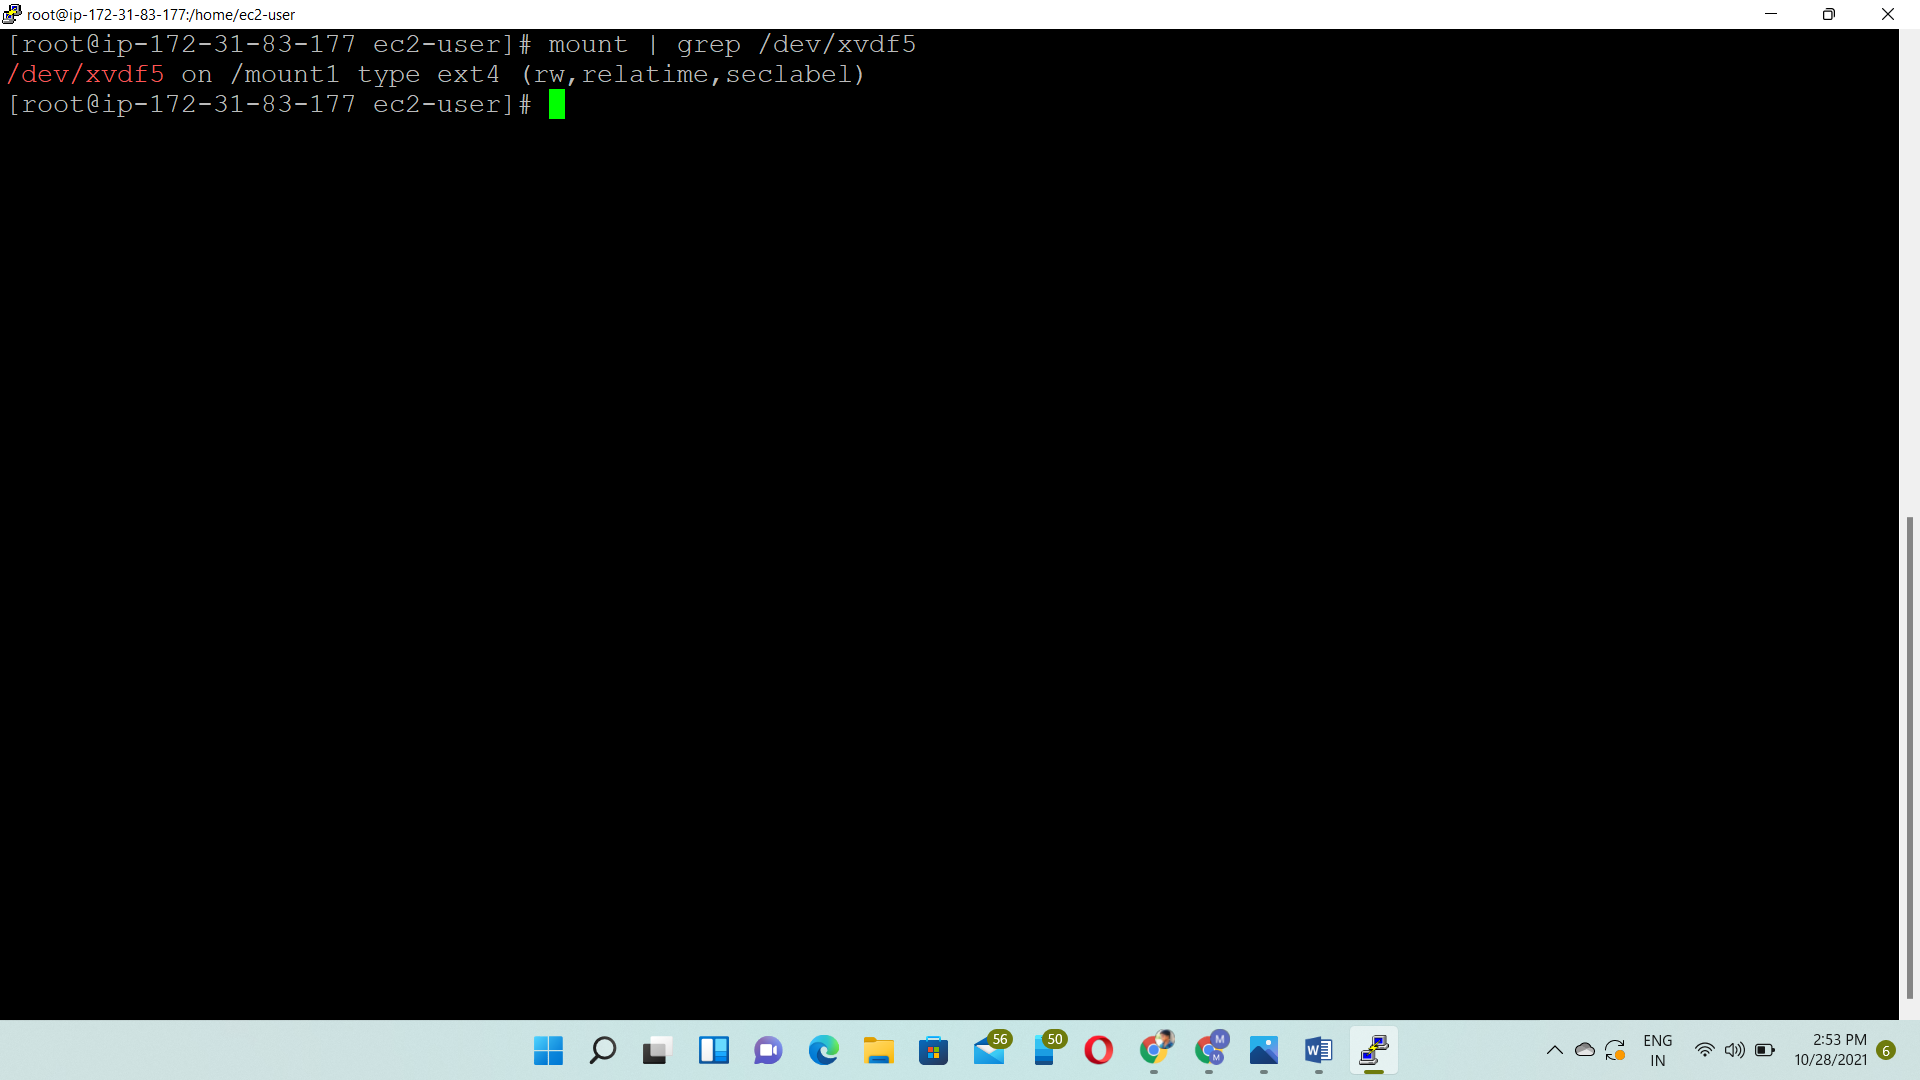 root@ip-172-31-83-177:/home/ec2-user
[root@ip-172-31-83-177 ec2-user]# mount | grep /dev/xvdf5
/dev/xvdf5 on /mount1 type ext4 (rw,relatime,seclabel)
[root@ip-172-31-83-177 ec2-user]#
56
50
M
M
W
ENG
IN
2:53 PM
10/28/2021
6